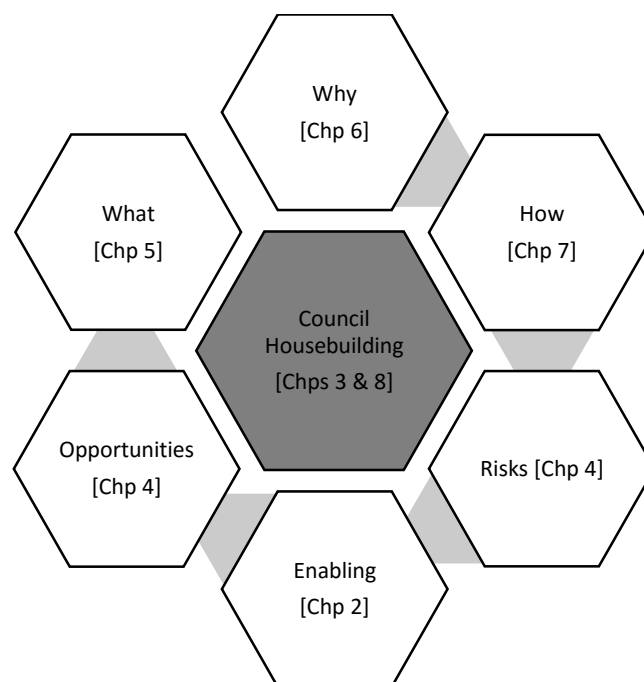 Why
[Chp 6]
How
[Chp 7]
Risks [Chp 4]
Enabling
[Chp 2]
Opportunities
[Chp 4]
What
[Chp 5]
Council
Housebuilding
[Chps 3 & 8]